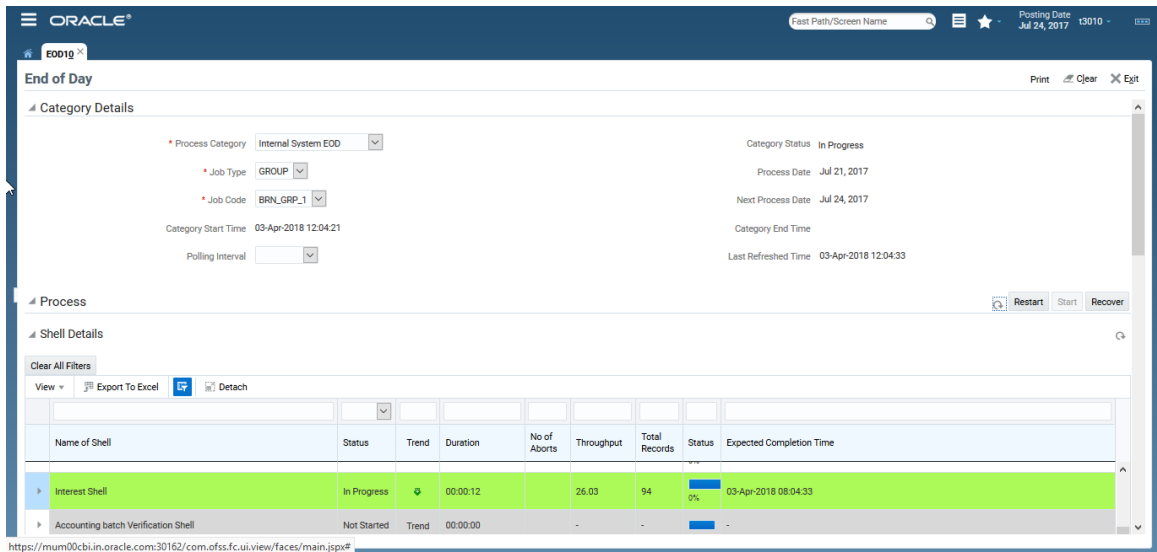 ORACLE®
Fast Path/Screen Name
Posting Date
Jul 24, 2017
t3010
EOD10
End of Day
Print Clear Exit
Category Details
* Process Category Internal System EOD
Category Status In Progress
* Job Type GROUP
Process Date Jul 21, 2017
* Job Code BRN_GRP_1
Next Process Date Jul 24, 2017
Category Start Time 03-Apr-2018 12:04:21
Category End Time
Polling Interval
Last Refreshed Time 03-Apr-2018 12:04:33
Process
Restart Start Recover
Shell Details
Clear All Filters
View Export To Excel Detach
Name of Shell Status Trend Duration No of Aborts Throughput Total Records Status Expected Completion Time
Interest Shell In Progress 00:00:12 26.03 94 0% 03-Apr-2018 08:04:33
Accounting batch Verification Shell Not Started Trend 00:00:00 - - -
https://mum00cbi.in.oracle.com:30162/com.ofss.fc.ui.view/faces/main.jspx#